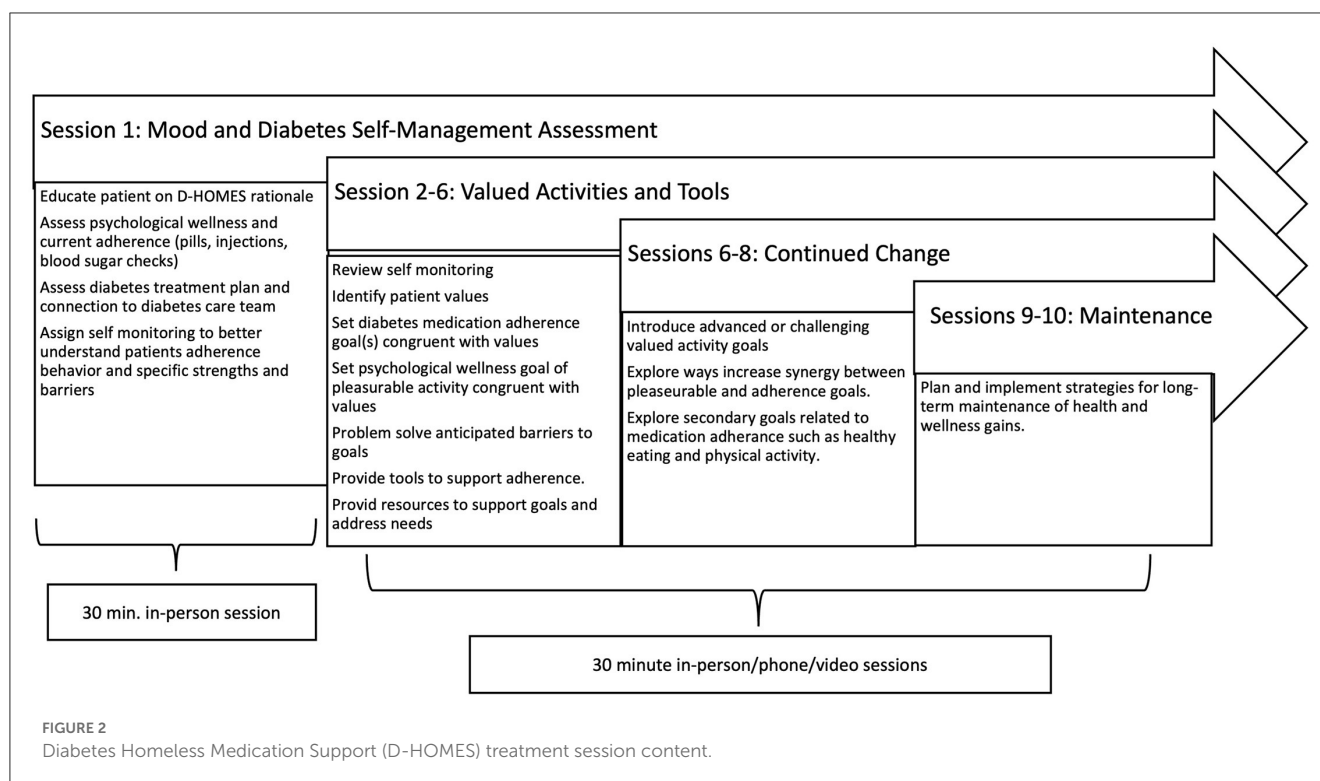 Session 1: Mood and Diabetes Self-Management Assessment
Educate patient on D-HOMES rationale
Assess psychological wellness and
current adherence (pills, injections,
blood sugar checks)
Assess diabetes treatment plan and
connection to diabetes care team
Assign self monitoring to better
understand patients adherence
behavior and specific strengths and
barriers
30 min. in-person session
Session 2-6: Valued Activities and Tools
Review self monitoring
Identify patient values
Set diabetes medication adherence
goal(s) congruent with values
Set psychological wellness goal of
pleasurable activity congruent with
values
Problem solve anticipated barriers to
goals
Provide tools to support adherence.
Provid resources to support goals and
address needs
Sessions 6-8: Continued Change
Introduce advanced or challenging
valued activity goals
Explore ways increase synergy between
pleaseurable and adherence goals.
Explore secondary goals related to
medication adherance such as healthy
eating and physical activity.
Sessions 9-10: Maintenance
Plan and implement strategies for long-
term maintenance of health and
wellness gains.
30 minute in-person/phone/video sessions
FIGURE 2
Diabetes Homeless Medication Support (D-HOMES) treatment session content.